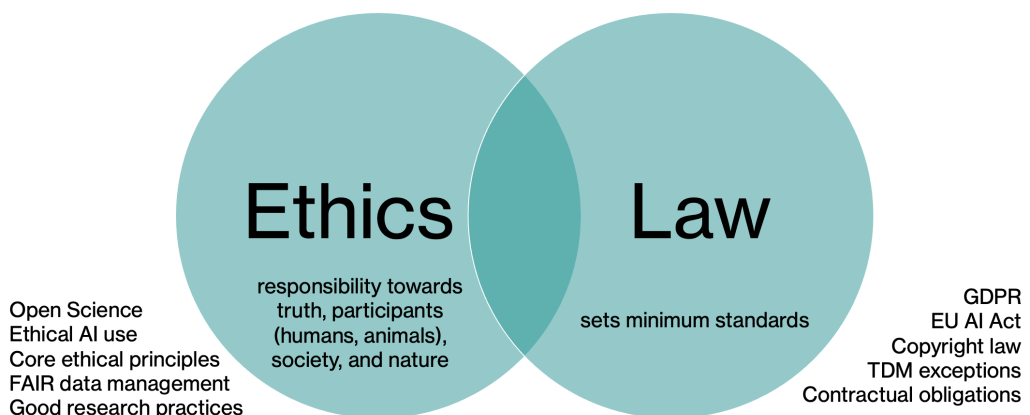 Ethics
Law
responsibility towards
truth, participants
(humans, animals),
society, and nature
sets minimum standards
Open Science
Ethical AI use
Core ethical principles
FAIR data management
Good research practices
GDPR
EU AI Act
Copyright law
TDM exceptions
Contractual obligations